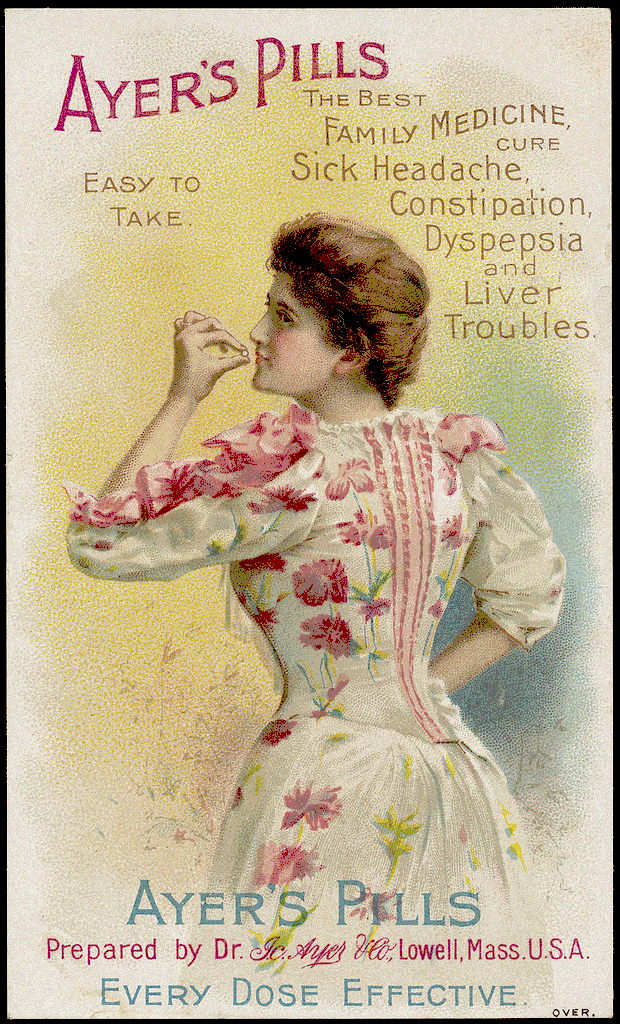 AYER'S PILLS
THE BEST
FAMILY MEDICINE,
CURE
Sick Headache,
EASY TO
TAKE.
Constipation,
Dyspepsia
and
Liver
Troubles.
AYER'S PILLS
Prepared by Dr. J.C. Ayer & Co., Lowell, Mass. U.S.A.
EVERY DOSE EFFECTIVE.
OVER.